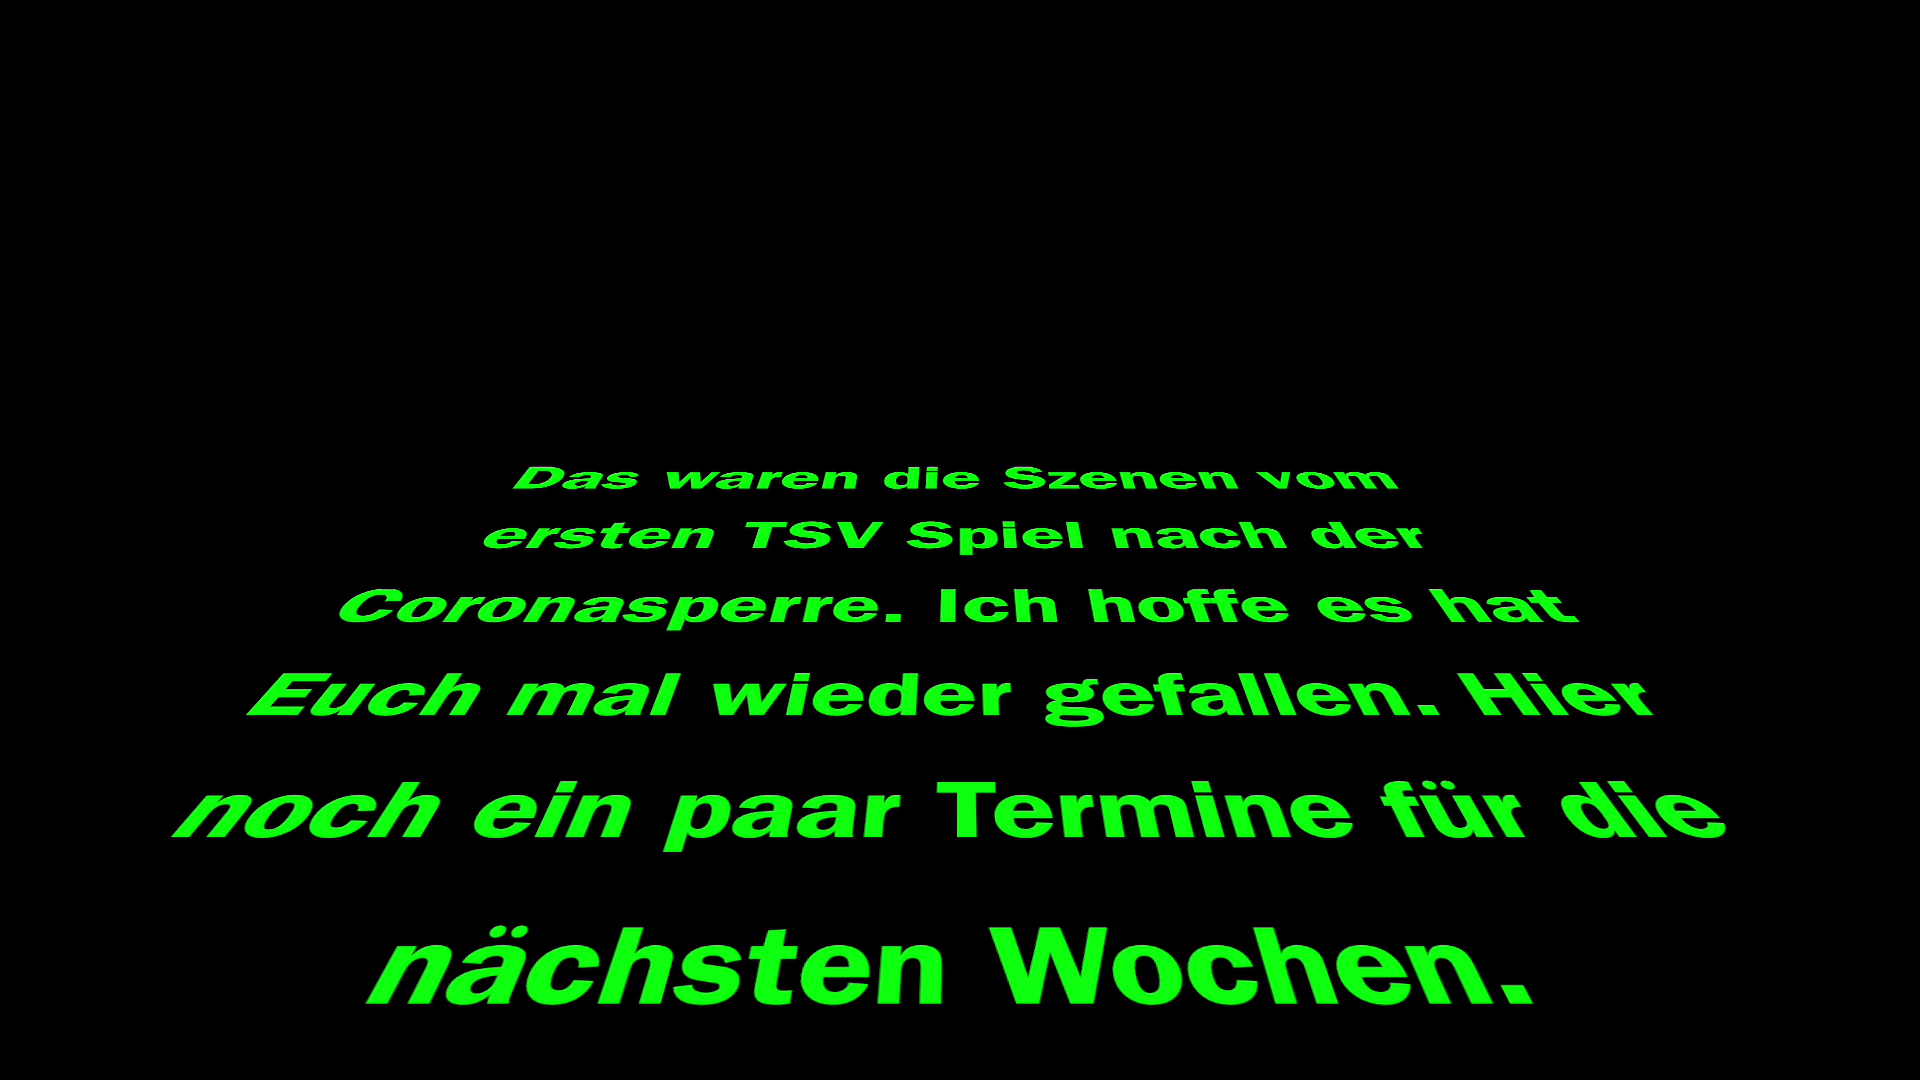 Das waren die Szenen vom
ersten TSV Spiel nach der
Coronasperre. Ich hoffe es hat
Euch mal wieder gefallen. Hier
noch ein paar Termine für die
nächsten Wochen.